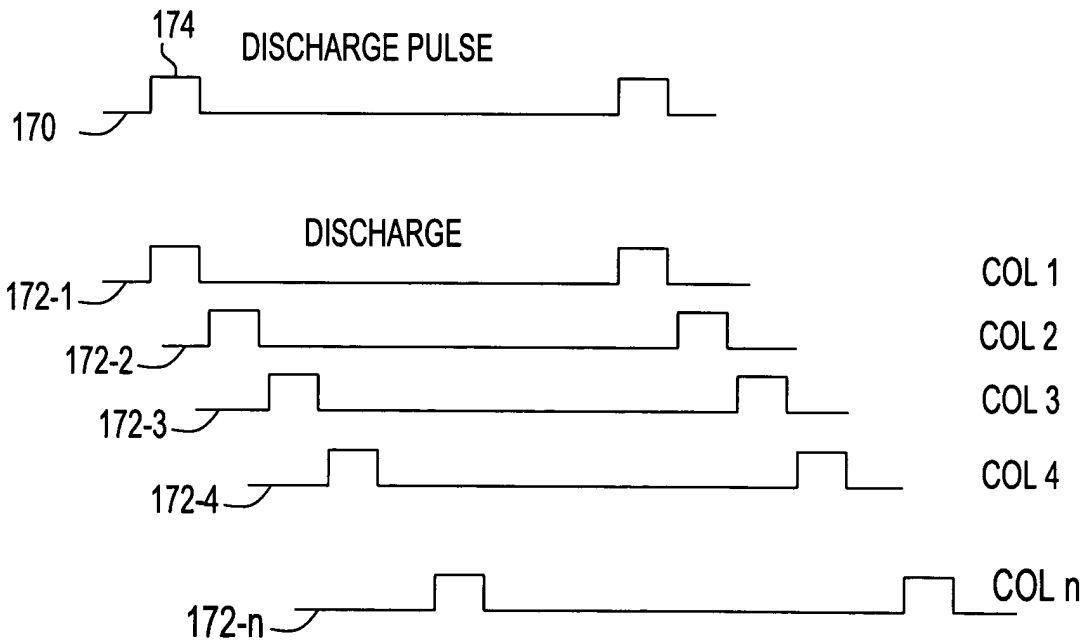 174
DISCHARGE PULSE
170
DISCHARGE
172-1
COL 1
172-2
COL 2
172-3
COL 3
172-4
COL 4
172-n
COL n